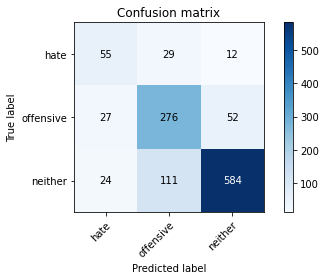 Confusion matrix
hate 55 29 12
offensive 27 276 52
neither 24 111 584
True label
hate offensive neither
Predicted label
500
400
300
200
100